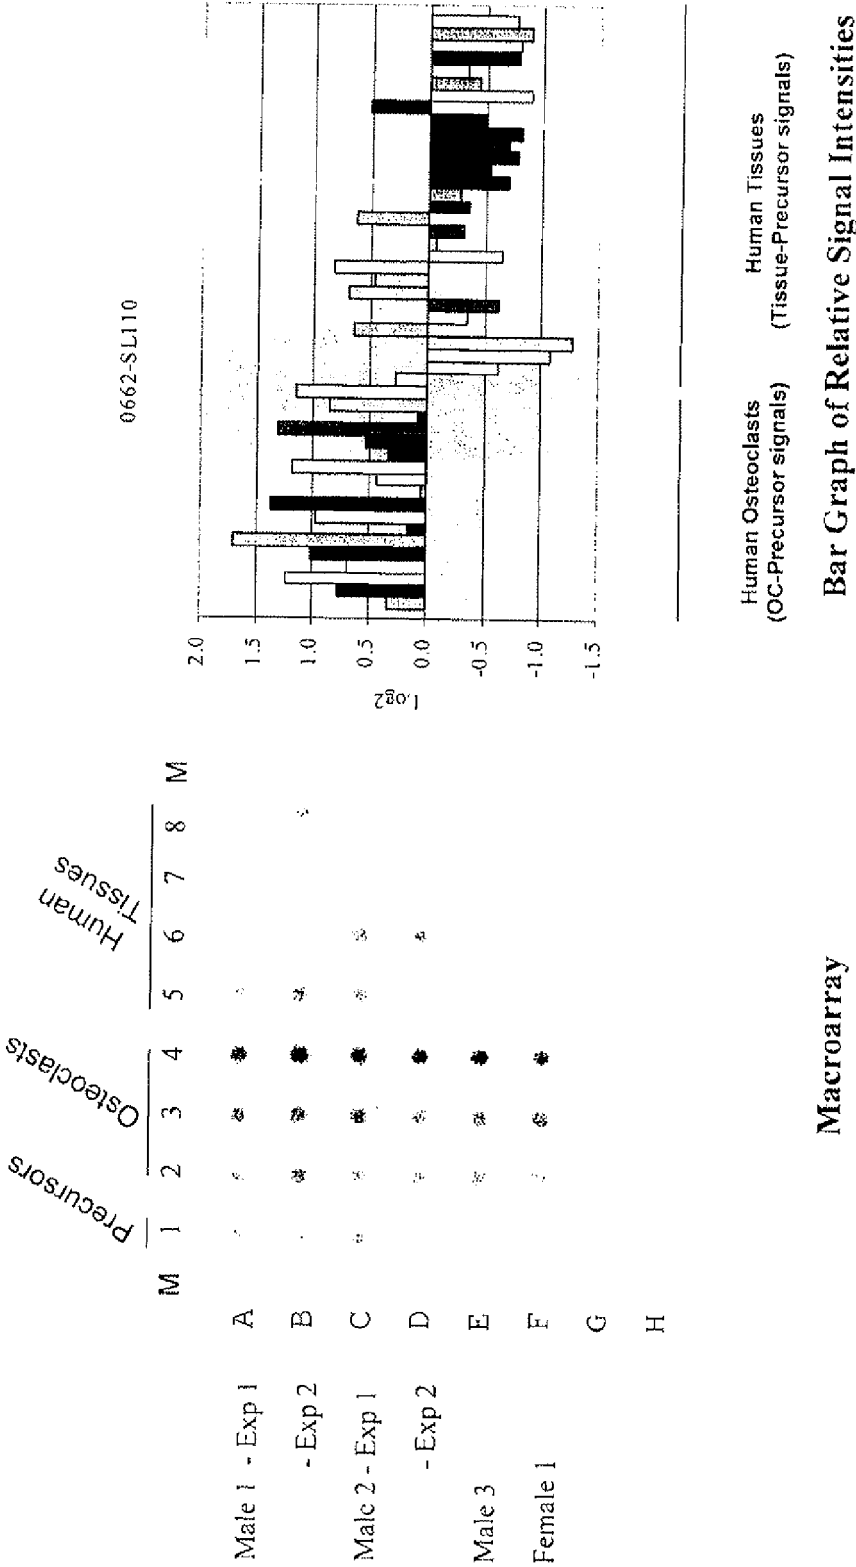 Precursors
Osteoclasts
Human
Tissues
M 1 2 3 4 5 6 7 8 M
Male 1 - Exp 1 A
- Exp 2 B
Male 2 - Exp 1 C
- Exp 2 D
Male 3 E
Female 1 F
G
H
Macroarray
0662-SL110
2.0
1.5
1.0
0.5
0.0
-0.5
-1.0
-1.5
Log2
Human Osteoclasts
(OC-Precursor signals)
Human Tissues
(Tissue-Precursor signals)
Bar Graph of Relative Signal Intensities